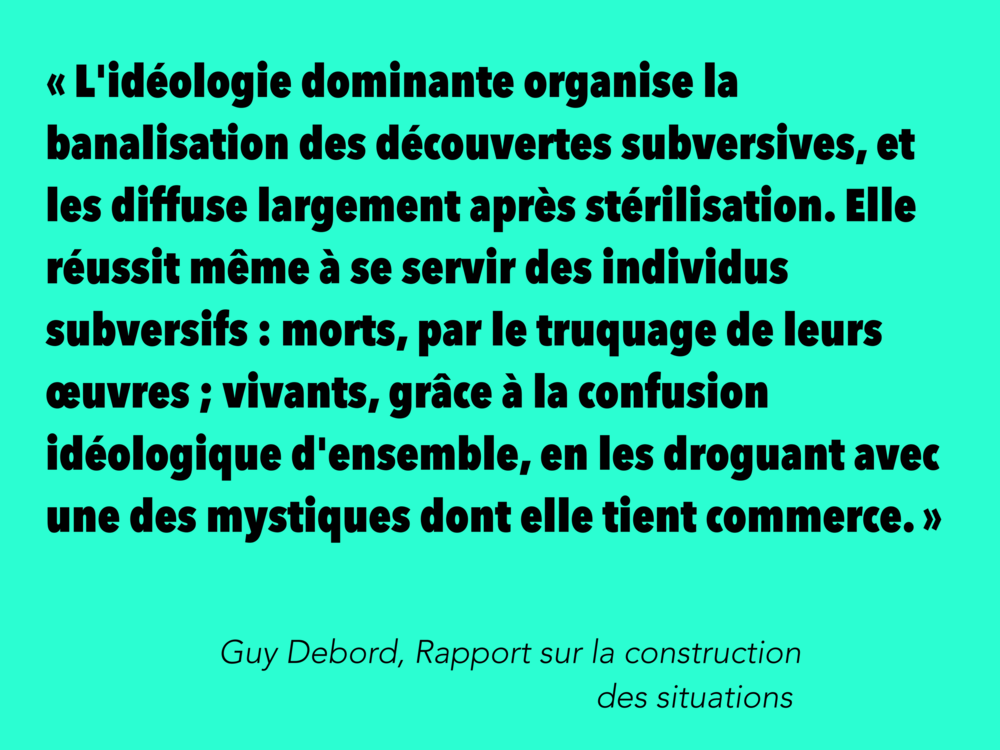 « L'idéologie dominante organise la
banalisation des découvertes subversives, et
les diffuse largement après stérilisation. Elle
réussit même à se servir des individus
subversifs : morts, par le truquage de leurs
œuvres ; vivants, grâce à la confusion
idéologique d'ensemble, en les droguant avec
une des mystiques dont elle tient commerce. »
Guy Debord, Rapport sur la construction
des situations